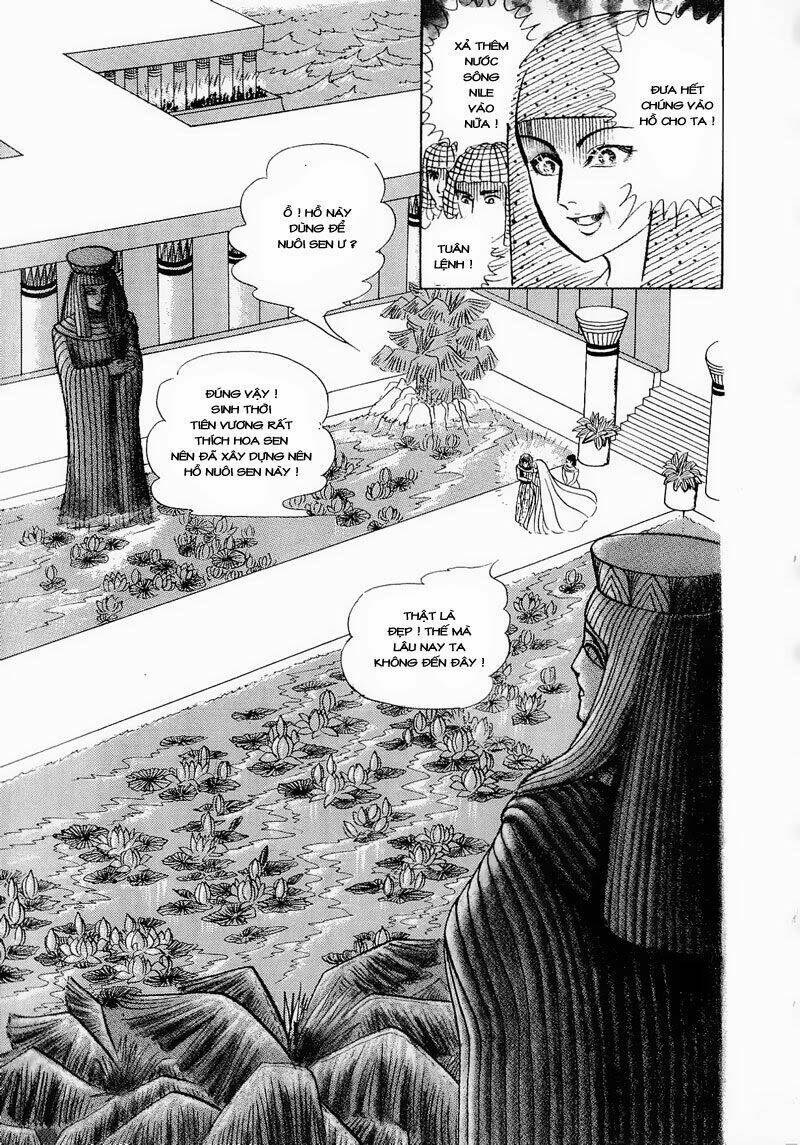 ĐƯA HẾT
CHÚNG VÀO
HỒ CHO TA !
XẢ THÊM
NƯỚC
SÔNG
NILE
VÁO
NỮA !
TUÂN
LỆNH !
Ồ ! HỒ NÀY
DÙNG ĐỂ
NUÔI SEN Ư ?
ĐÚNG VẬY !
SINH THỜI
TIÊN VƯƠNG RẤT
THÍCH HOA SEN
NÊN ĐÃ XÂY DỰNG NÊN
HỒ NUÔI SEN NÀY !
THẬT LÀ
ĐẸP ! THẾ MÀ
LÂU NAY TA
KHÔNG ĐẾN ĐÂY !